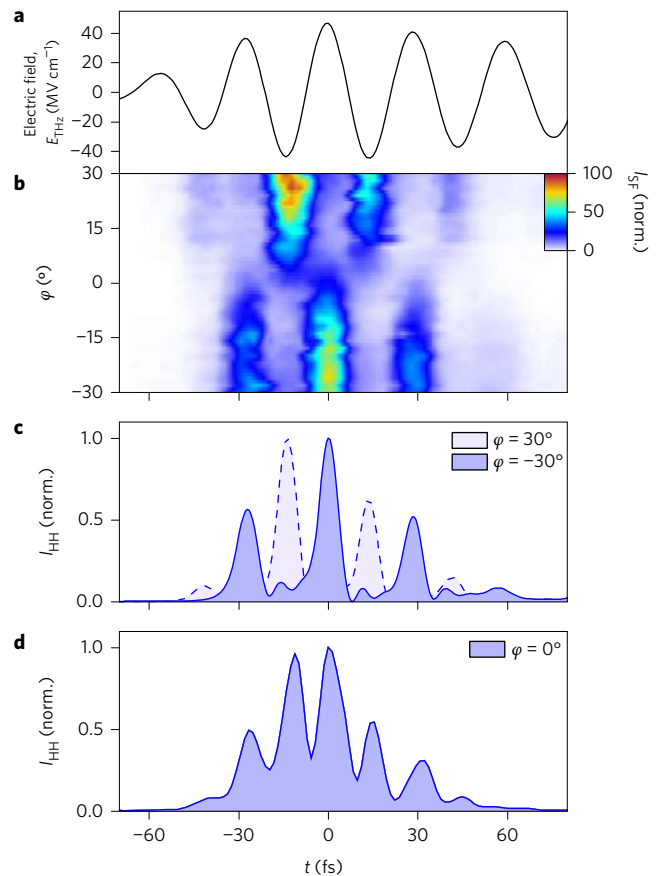 a
Electric field,
E_THz (MV cm⁻¹)
40
20
0
−20
−40
b
φ (°)
30
15
0
−15
−30
100
50
0
I_SF (norm.)
c
I_HH (norm.)
1.0
0.5
0.0
φ = 30°
φ = −30°
d
I_HH (norm.)
1.0
0.5
0.0
φ = 0°
−60 −30 0 30 60
t (fs)